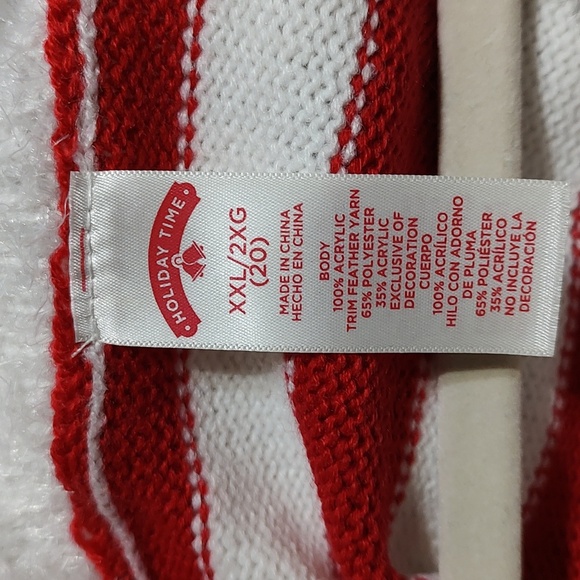 HOLIDAY TIME
XXL/2XG
(20)
MADE IN CHINA
HECHO EN CHINA
BODY
100% ACRYLIC
TRIM FEATHER YARN
65% POLYESTER
35% ACRYLIC
EXCLUSIVE OF
DECORATION
CUERPO
100% ACRÍLICO
HILO CON ADORNO
DE PLUMA
65% POLIÉSTER
35% ACRÍLICO
NO INCLUYE LA
DECORACIÓN